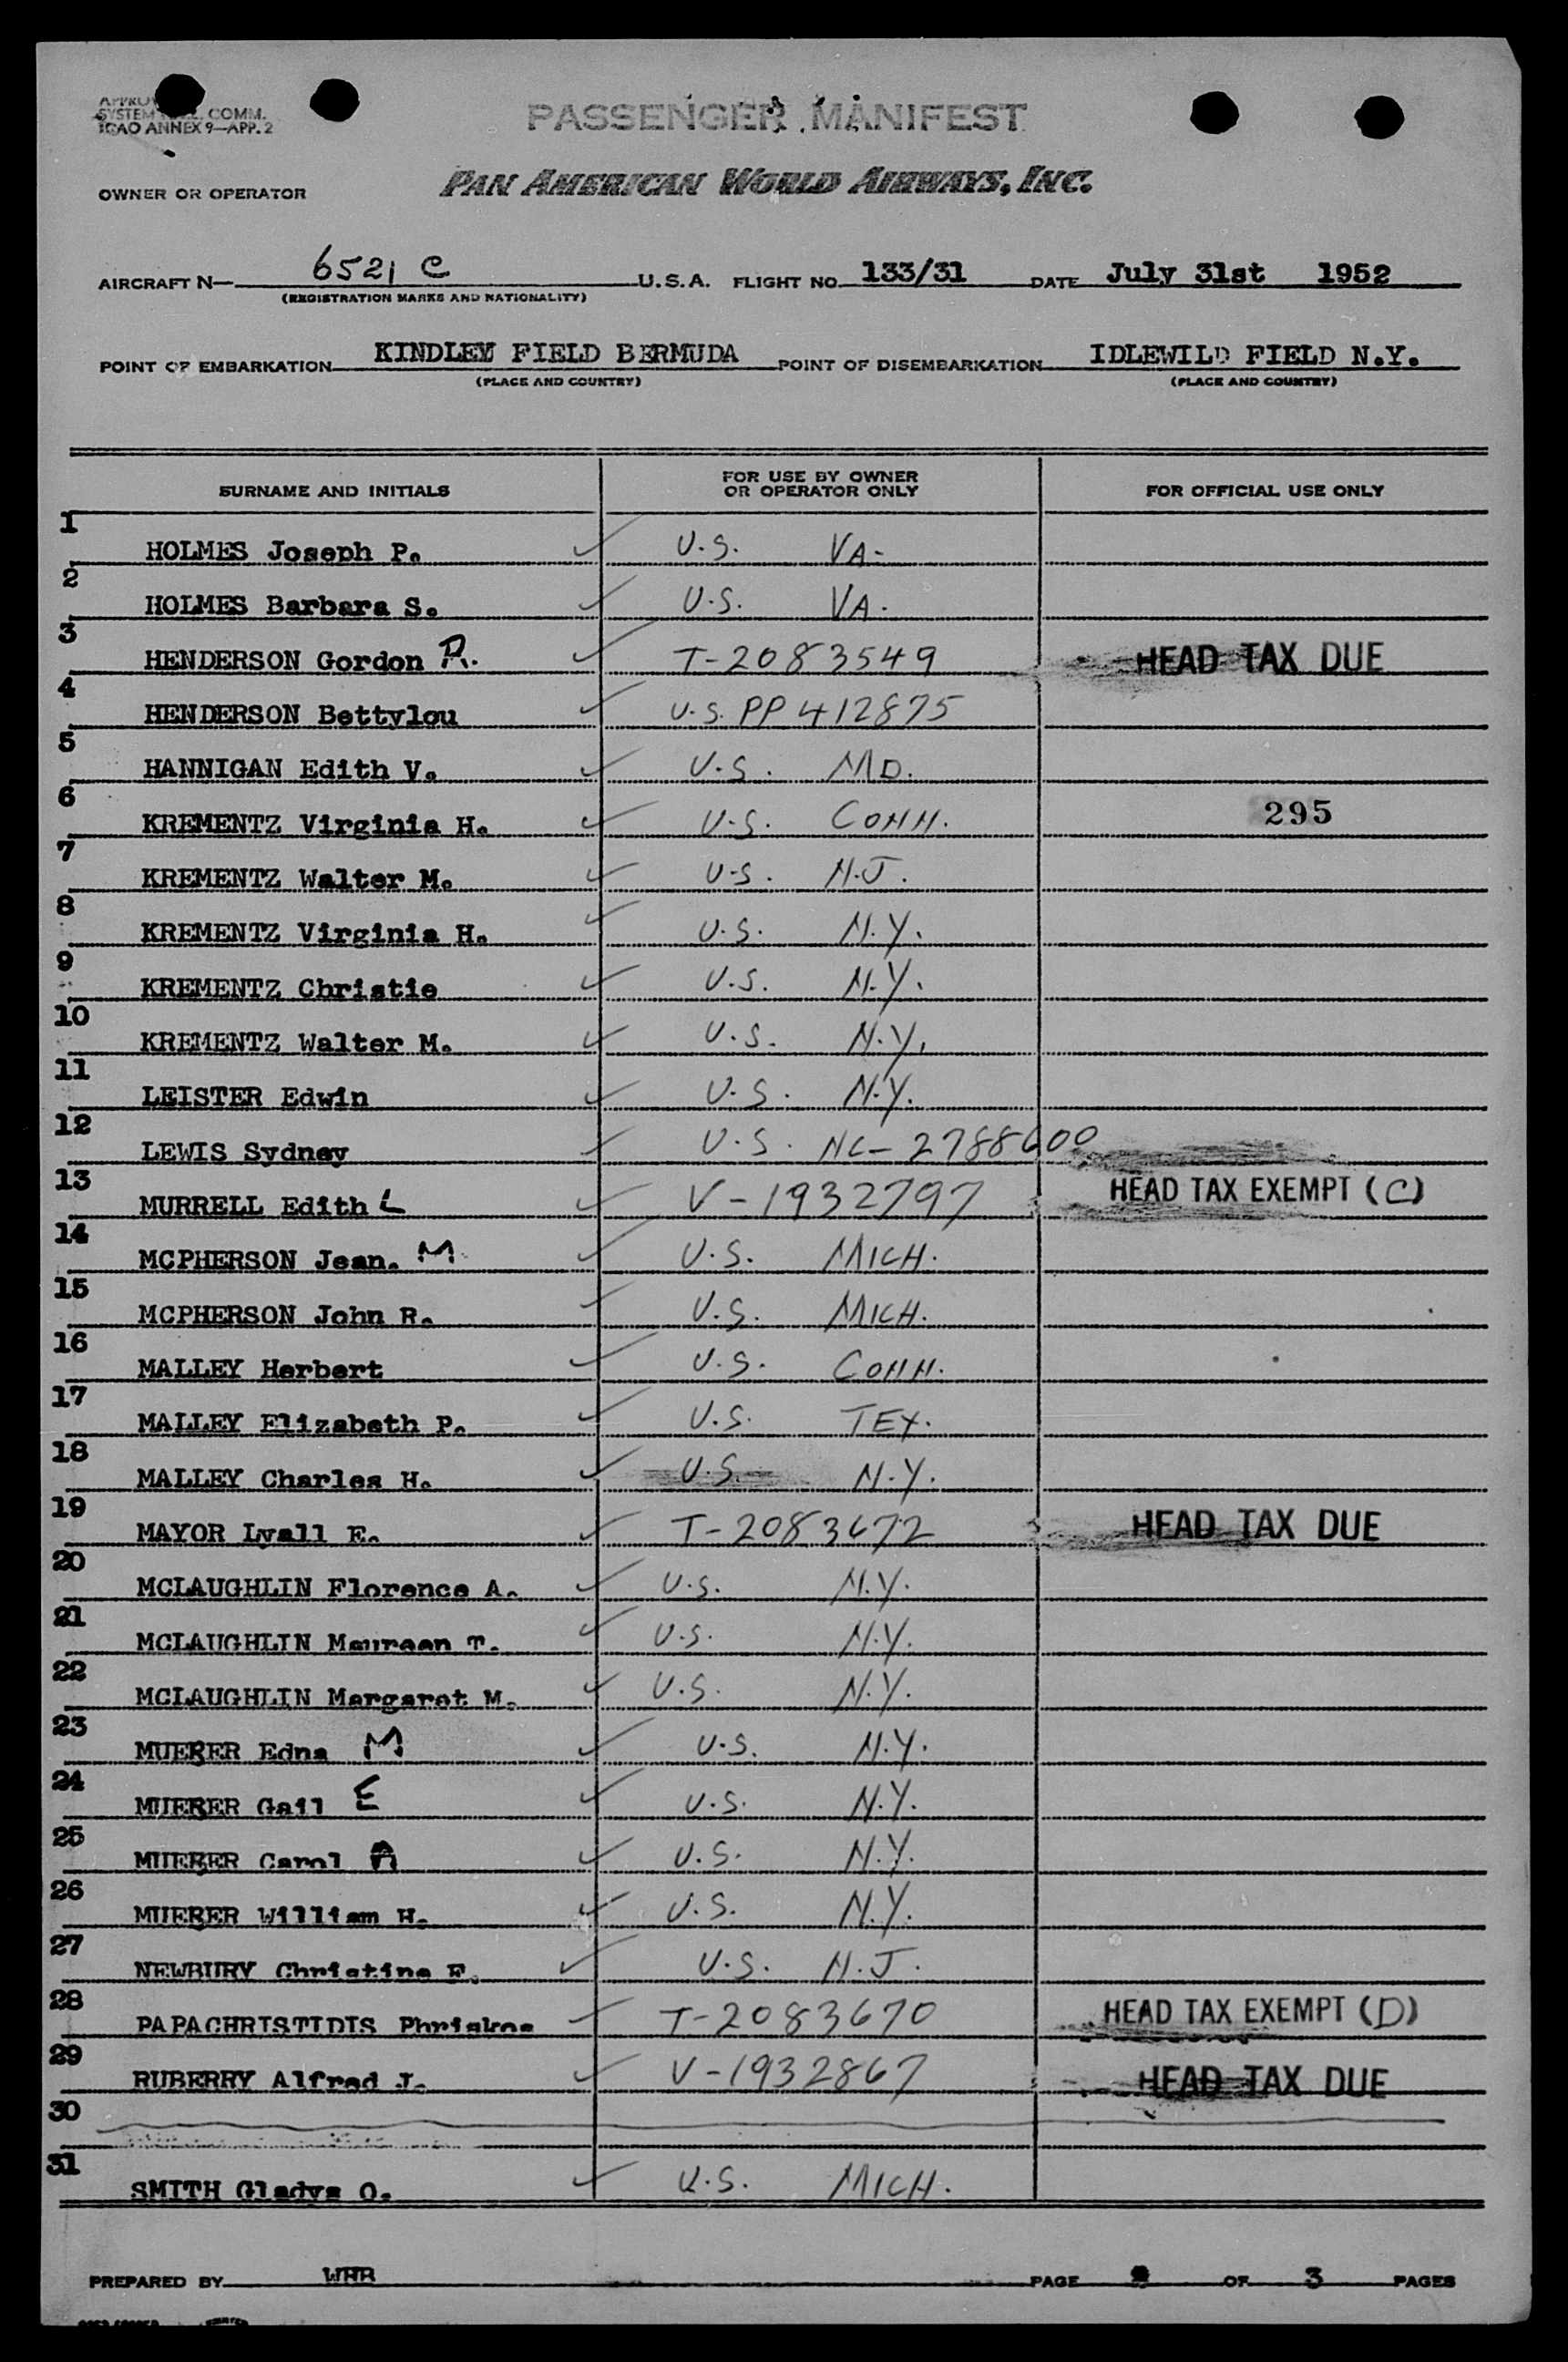 SYSTEM COMM.
ICAO ANNEX 9—APP. 2
PASSENGER MANIFEST
OWNER OR OPERATOR PAN AMERICAN WORLD AIRWAYS, INC.
AIRCRAFT N— 6521 C U.S.A. FLIGHT NO. 133/31 DATE July 31st 1952
(REGISTRATION MARKS AND NATIONALITY)
POINT OF EMBARKATION KINDLEY FIELD BERMUDA POINT OF DISEMBARKATION IDLEWILD FIELD N.Y.
(PLACE AND COUNTRY) (PLACE AND COUNTRY)
SURNAME AND INITIALS FOR USE BY OWNER OR OPERATOR ONLY FOR OFFICIAL USE ONLY
1 HOLMES Joseph P. ✓ U.S. VA-
2 HOLMES Barbara S. ✓ U.S. VA.
3 HENDERSON Gordon R. ✓ T-2083549 HEAD TAX DUE
4 HENDERSON Bettylou ✓ U.S. PP 412875
5 HANNIGAN Edith V. ✓ U.S. MD.
6 KREMENTZ Virginia H. ✓ U.S. CONN. 295
7 KREMENTZ Walter M. ✓ U.S. N.J.
8 KREMENTZ Virginia H. ✓ U.S. N.Y.
9 KREMENTZ Christie ✓ U.S. N.Y.
10 KREMENTZ Walter M. ✓ U.S. N.Y.
11 LEISTER Edwin ✓ U.S. N.Y.
12 LEWIS Sydney ✓ U.S. NC-2788600
13 MURRELL Edith L ✓ V-1932797 HEAD TAX EXEMPT (C)
14 MCPHERSON Jean. M ✓ U.S. MICH.
15 MCPHERSON John R. ✓ U.S. MICH.
16 MALLEY Herbert ✓ U.S. CONN.
17 MALLEY Elizabeth P. ✓ U.S. TEX.
18 MALLEY Charles H. ✓ U.S. N.Y.
19 MAYOR Lyall E. ✓ T-2083672 HEAD TAX DUE
20 MCLAUGHLIN Florence A. ✓ U.S. N.Y.
21 MCLAUGHLIN Maureen T. ✓ U.S. N.Y.
22 MCLAUGHLIN Margaret M. ✓ U.S. N.Y.
23 MUERER Edna M ✓ U.S. N.Y.
24 MUERER Gail E ✓ U.S. N.Y.
25 MUERER Carol A ✓ U.S. N.Y.
26 MUERER William H. ✓ U.S. N.Y.
27 NEWBURY Christine F. ✓ U.S. N.J.
28 PAPACHRISTIDIS Phriskos ✓ T-2083670 HEAD TAX EXEMPT (D)
29 RUBERRY Alfred J. ✓ V-1932867 HEAD TAX DUE
30
31 SMITH Gladys O. ✓ U.S. MICH.
PREPARED BY WHB PAGE 2 OF 3 PAGES